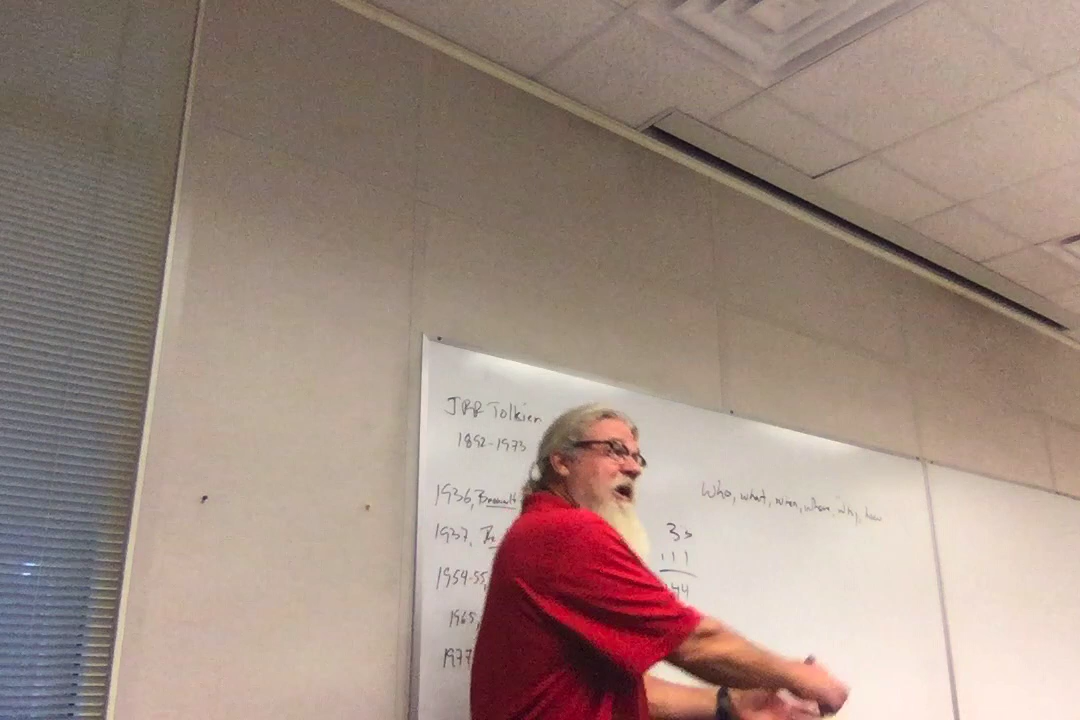 JRR Tolkien
1892-1973
1936, Beowulf
1937, The
1954-55,
1965,
1977
Who, what, when, where, why, how
33
111
144